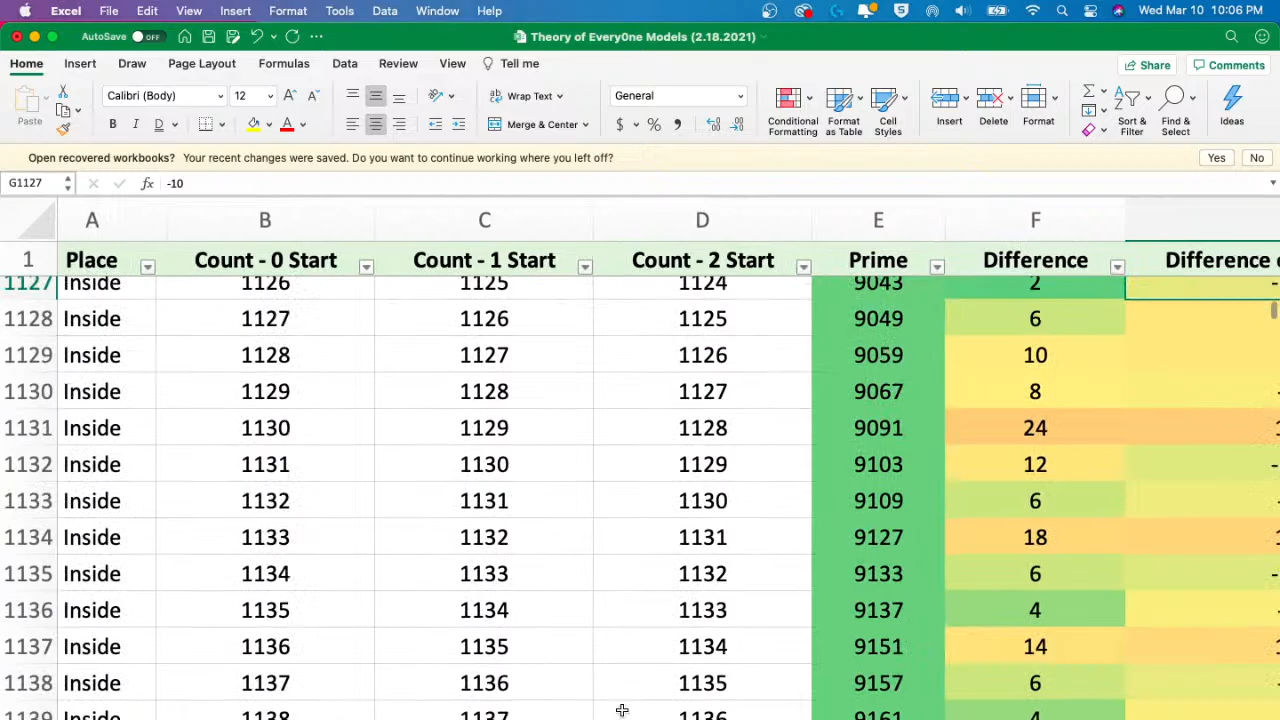 Excel File Edit View Insert Format Tools Data Window Help Wed Mar 10 10:06 PM
AutoSave OFF Theory of EveryOne Models (2.18.2021)
Home Insert Draw Page Layout Formulas Data Review View Tell me Share Comments
Paste Calibri (Body) 12 Wrap Text General Conditional Formatting Format as Table Cell Styles Insert Delete Format Sort & Filter Find & Select Ideas
B I D A Merge & Center $ %
Open recovered workbooks? Your recent changes were saved. Do you want to continue working where you left off? Yes No
G1127 fx -10
A B C D E F
1 Place Count - 0 Start Count - 1 Start Count - 2 Start Prime Difference Difference
1127 Inside 1126 1125 1124 9043 2 -
1128 Inside 1127 1126 1125 9049 6
1129 Inside 1128 1127 1126 9059 10
1130 Inside 1129 1128 1127 9067 8
1131 Inside 1130 1129 1128 9091 24
1132 Inside 1131 1130 1129 9103 12 -
1133 Inside 1132 1131 1130 9109 6
1134 Inside 1133 1132 1131 9127 18
1135 Inside 1134 1133 1132 9133 6 -
1136 Inside 1135 1134 1133 9137 4
1137 Inside 1136 1135 1134 9151 14
1138 Inside 1137 1136 1135 9157 6
1139 Inside 1138 1137 1136 9161 4